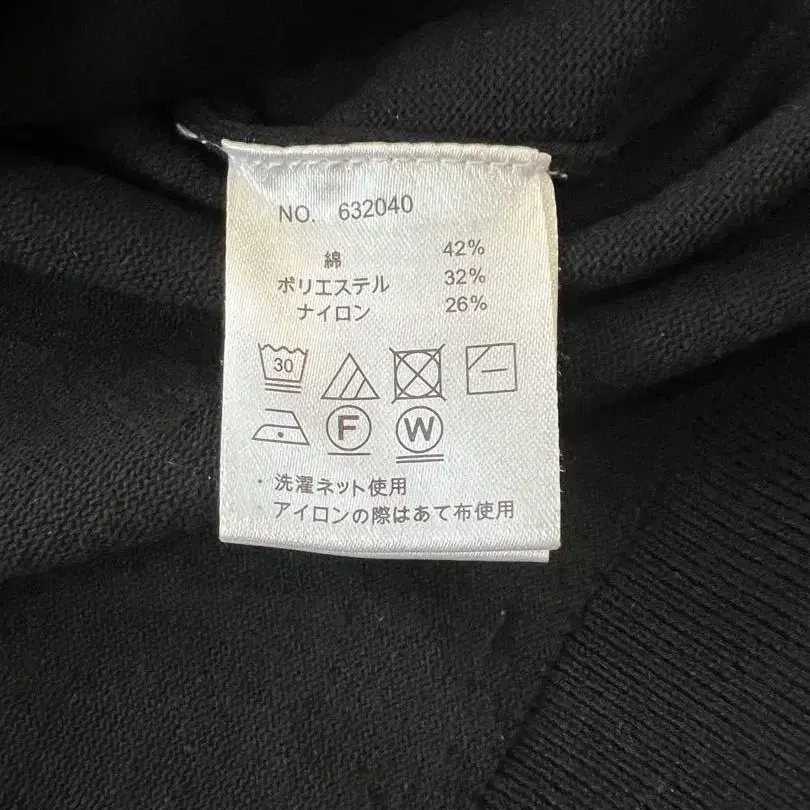 NO. 632040
綿 42%
ポリエステル 32%
ナイロン 26%
30
F W
・洗濯ネット使用
アイロンの際はあて布使用